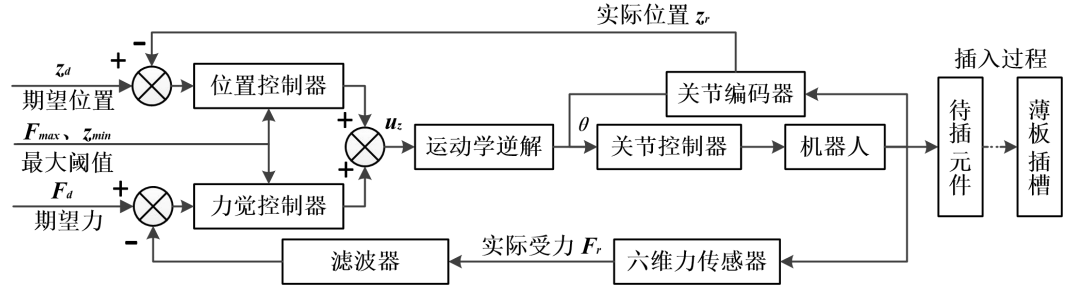 实际位置 zr
插入过程
zd
期望位置
+
-
位置控制器
关节编码器
Fmax、zmin
最大阈值
+
+
uz
运动学逆解
θ
关节控制器
机器人
待插元件
薄板插槽
Fd
期望力
+
-
力觉控制器
滤波器
实际受力 Fr
六维力传感器